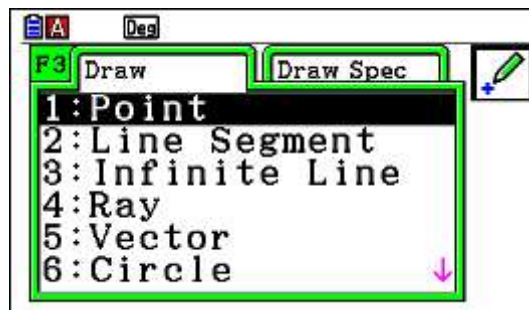 A Deg
F3 Draw Draw Spec
1:Point
2:Line Segment
3:Infinite Line
4:Ray
5:Vector
6:Circle